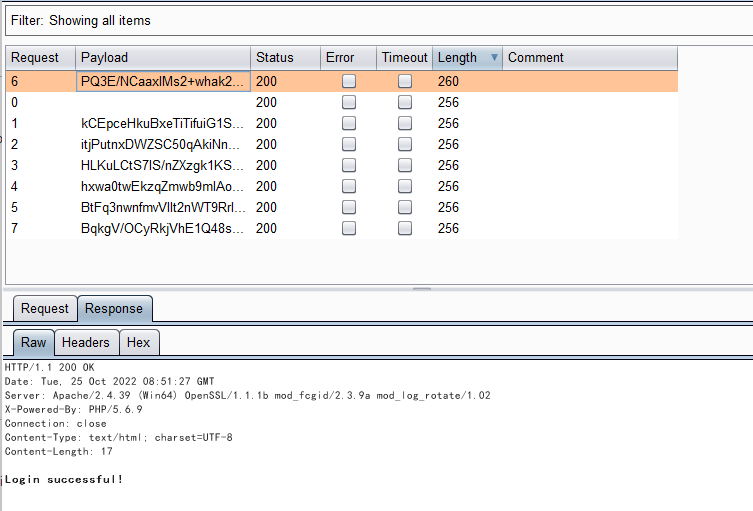 Filter: Showing all items
Request Payload Status Error Timeout Length Comment
6 PQ3E/NCaaxlMs2+whak2... 200 260
0 200 256
1 kCEpceHkuBxeTiTifuiG1S... 200 256
2 itjPutnxDWZSC50qAkiNn... 200 256
3 HLKuLCtS7lS/nZXzgk1KS... 200 256
4 hxwa0twEkzqZmwb9mlAo... 200 256
5 BtFq3nwnfmvVllt2nWT9Rrl... 200 256
7 BqkgV/OCyRkjVhE1Q48s... 200 256
Request Response
Raw Headers Hex
HTTP/1.1 200 OK
Date: Tue, 25 Oct 2022 08:51:27 GMT
Server: Apache/2.4.39 (Win64) OpenSSL/1.1.1b mod_fcgid/2.3.9a mod_log_rotate/1.02
X-Powered-By: PHP/5.6.9
Connection: close
Content-Type: text/html; charset=UTF-8
Content-Length: 17
Login successful!